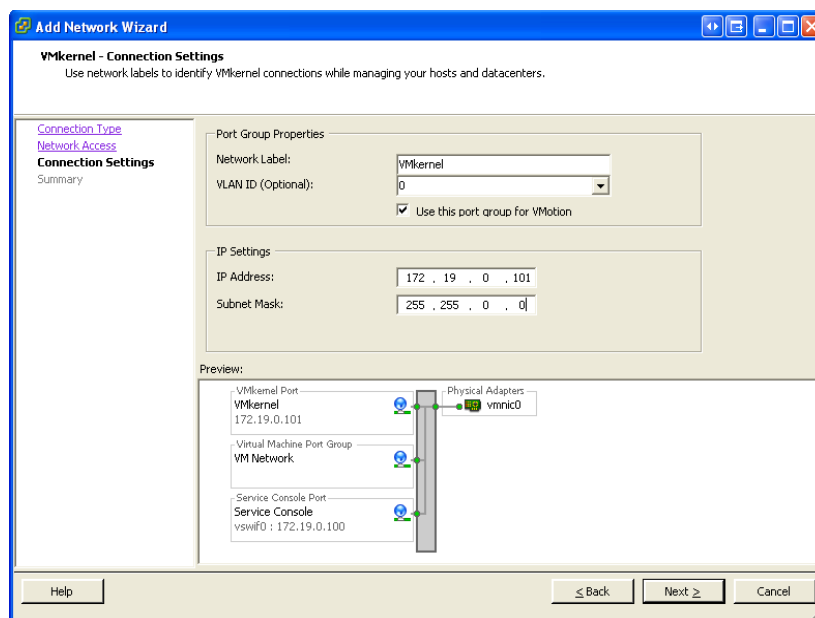 Add Network Wizard
VMkernel - Connection Settings
Use network labels to identify VMkernel connections while managing your hosts and datacenters.
Connection Type
Network Access
Connection Settings
Summary
Port Group Properties
Network Label:
VMkernel
VLAN ID (Optional):
0
Use this port group for VMotion
IP Settings
IP Address:
172 . 19 . 0 . 101
Subnet Mask:
255 . 255 . 0 . 0
Preview:
VMkernel Port
VMkernel
172.19.0.101
Physical Adapters
vmnic0
Virtual Machine Port Group
VM Network
Service Console Port
Service Console
vswif0 : 172.19.0.100
Help
< Back
Next >
Cancel